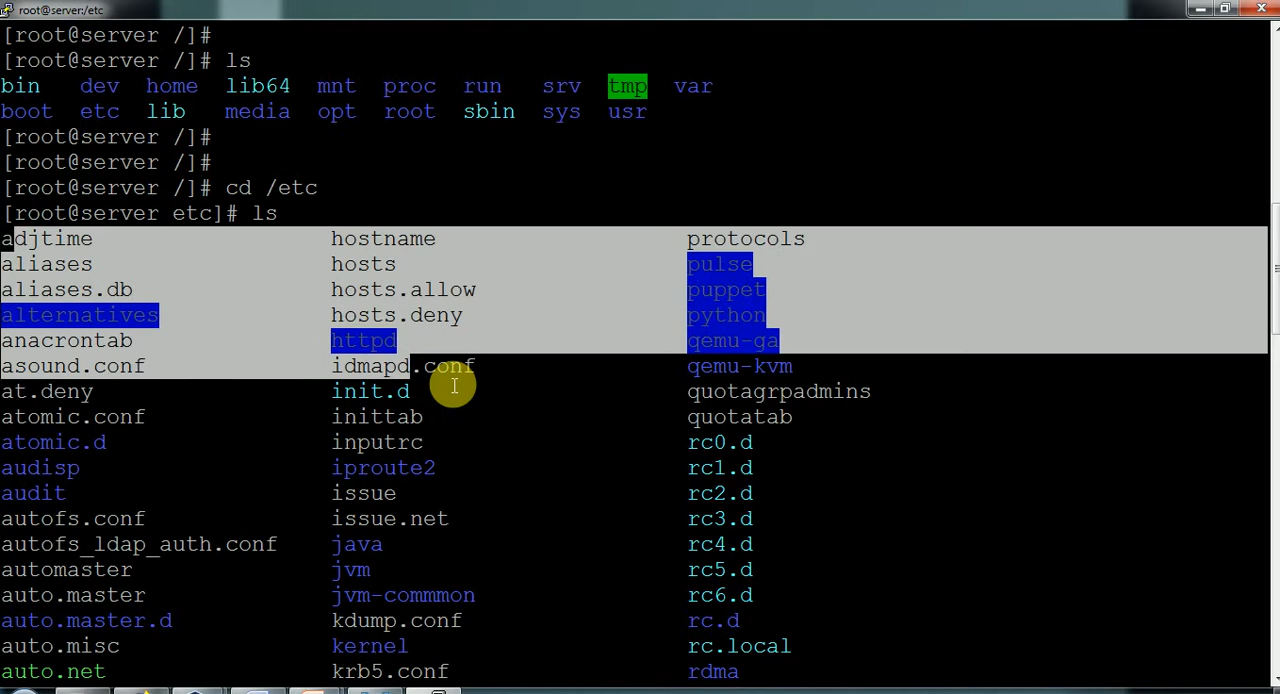 root@server:/etc
[root@server /]#
[root@server /]# ls
bin dev home lib64 mnt proc run srv tmp var
boot etc lib media opt root sbin sys usr
[root@server /]#
[root@server /]#
[root@server /]# cd /etc
[root@server etc]# ls
adjtime hostname protocols
aliases hosts pulse
aliases.db hosts.allow puppet
alternatives hosts.deny python
anacrontab httpd qemu-ga
asound.conf idmapd.conf qemu-kvm
at.deny init.d quotagrpadmins
atomic.conf inittab quotatab
atomic.d inputrc rc0.d
audisp iproute2 rc1.d
audit issue rc2.d
autofs.conf issue.net rc3.d
autofs_ldap_auth.conf java rc4.d
automaster jvm rc5.d
auto.master jvm-commmon rc6.d
auto.master.d kdump.conf rc.d
auto.misc kernel rc.local
auto.net krb5.conf rdma